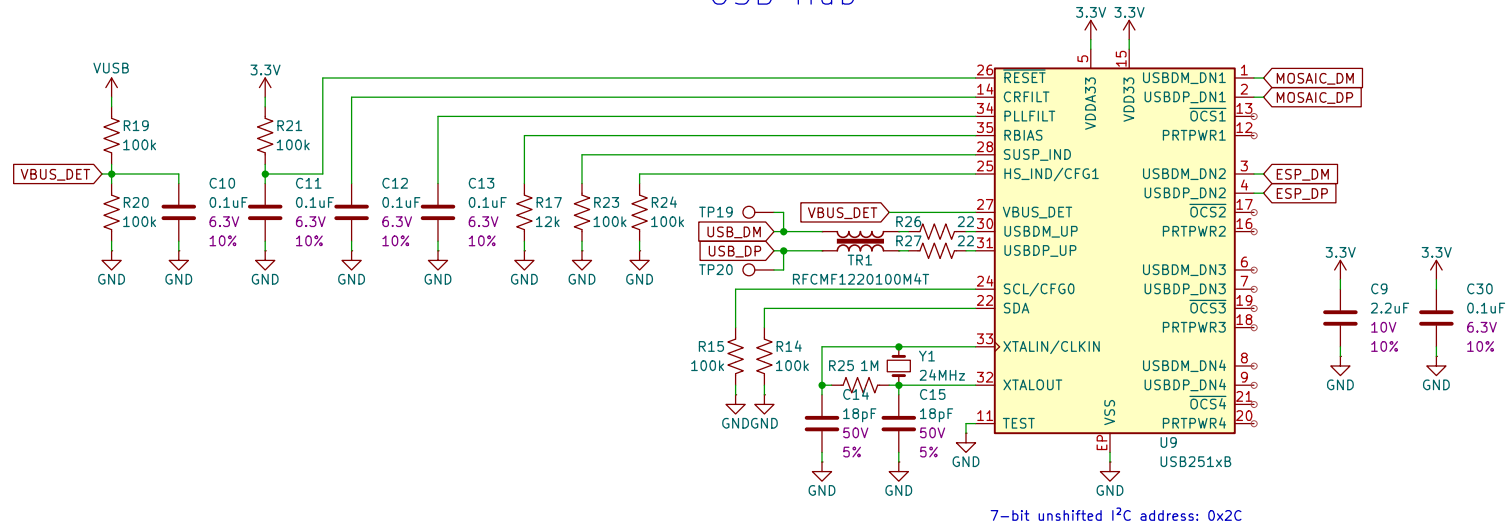 USB Hub
3.3V 3.3V
VUSB
3.3V
R19
100k
VBUS_DET
R20
100k
GND
C10
0.1uF
6.3V
10%
GND
R21
100k
C11
0.1uF
6.3V
10%
GND
C12
0.1uF
6.3V
10%
GND
C13
0.1uF
6.3V
10%
GND
R17
12k
GND
R23
100k
GND
R24
100k
GND
TP19
USB_DM
USB_DP
TP20
VBUS_DET
R26 22
R27 22
TR1
RFCMF1220100M4T
R15
100k
GND
R14
100k
GND
R25 1M
Y1
24MHz
C14
18pF
50V
5%
GND
C15
18pF
50V
5%
GND
GND
26 RESET
14 CRFILT
34 PLLFILT
35 RBIAS
28 SUSP_IND
25 HS_IND/CFG1
27 VBUS_DET
30 USBDM_UP
31 USBDP_UP
24 SCL/CFG0
22 SDA
33 XTALIN/CLKIN
32 XTALOUT
11 TEST
5 VDDA33
15 VDD33
EP VSS
GND
USBDM_DN1 1 MOSAIC_DM
USBDP_DN1 2 MOSAIC_DP
OCS1 13
PRTPWR1 12
USBDM_DN2 3 ESP_DM
USBDP_DN2 4 ESP_DP
OCS2 17
PRTPWR2 16
USBDM_DN3 6
USBDP_DN3 7
OCS3 19
PRTPWR3 18
USBDM_DN4 8
USBDP_DN4 9
OCS4 21
PRTPWR4 20
U9
USB251xB
3.3V
C9
2.2uF
10V
10%
GND
3.3V
C30
0.1uF
6.3V
10%
GND
7-bit unshifted I²C address: 0x2C